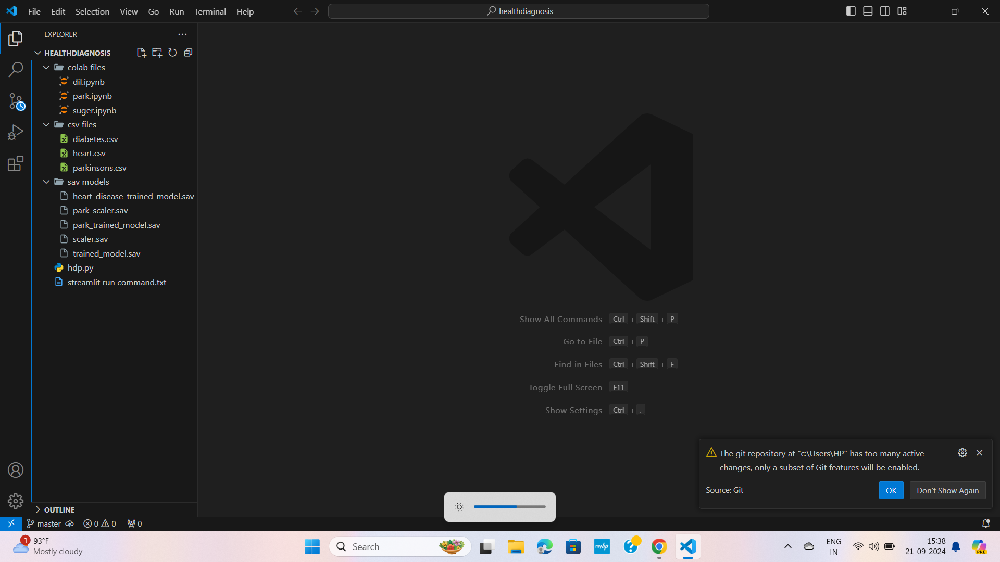 File Edit Selection View Go Run Terminal Help
healthdiagnosis
EXPLORER
HEALTHDIAGNOSIS
colab files
dil.ipynb
park.ipynb
suger.ipynb
csv files
diabetes.csv
heart.csv
parkinsons.csv
sav models
heart_disease_trained_model.sav
park_scaler.sav
park_trained_model.sav
scaler.sav
trained_model.sav
hdp.py
streamlit run command.txt
OUTLINE
Show All Commands Ctrl + Shift + P
Go to File Ctrl + P
Find in Files Ctrl + Shift + F
Toggle Full Screen F11
Show Settings Ctrl + ,
The git repository at "c:\Users\HP" has too many active
changes, only a subset of Git features will be enabled.
Source: Git
OK
Don't Show Again
master 0 0 0
1
93°F
Mostly cloudy
Search
myhp
ENG
IN
15:38
21-09-2024
PRE